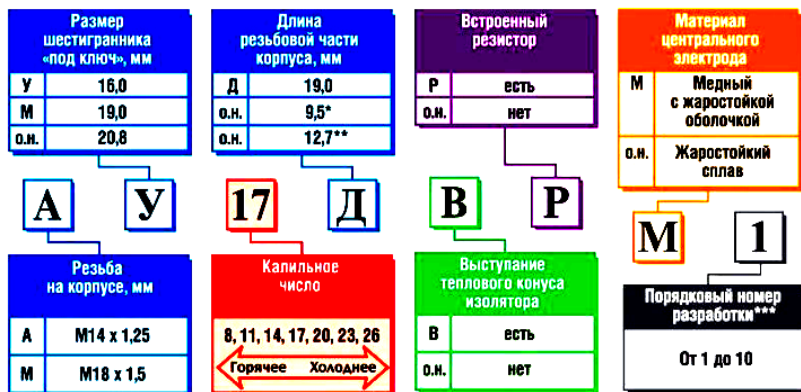 Размер
шестигранника
«под ключ», мм
У 16,0
М 19,0
о.н. 20,8
Длина
резьбовой части
корпуса, мм
Д 19,0
о.н. 9,5*
о.н. 12,7**
Встроенный
резистор
Р есть
о.н. нет
Материал
центрального
электрода
М Медный
с жаростойкой
оболочкой
о.н. Жаростойкий
сплав
А У 17 Д В Р М 1
Резьба
на корпусе, мм
А М14 х 1,25
М М18 х 1,5
Калильное
число
8, 11, 14, 17, 20, 23, 26
Горячее Холоднее
Выступание
теплового конуса
изолятора
В есть
о.н. нет
Порядковый номер
разработки***
От 1 до 10